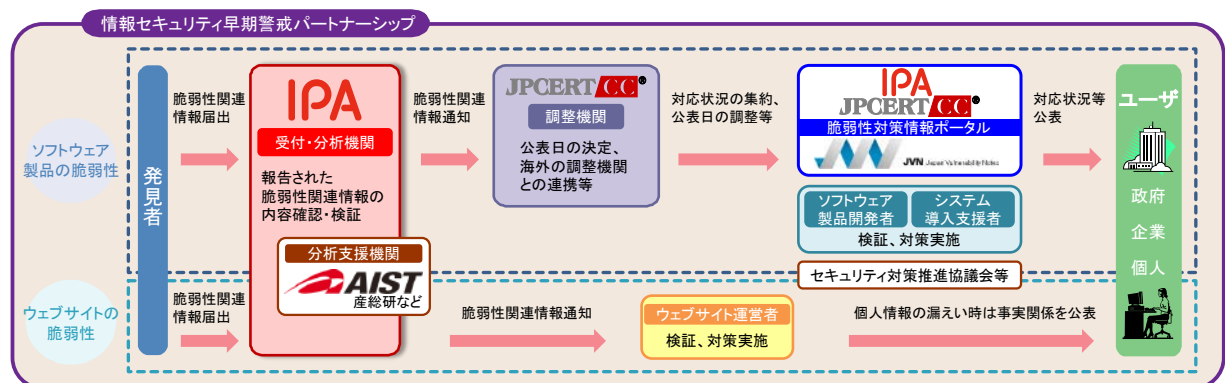 情報セキュリティ早期警戒パートナーシップ
ソフトウェア
製品の脆弱性
発見者
脆弱性関連
情報届出
IPA
受付・分析機関
報告された
脆弱性関連情報の
内容確認・検証
分析支援機関
AIST
産総研など
脆弱性関連
情報通知
JPCERT CC®
調整機関
公表日の決定、
海外の調整機関
との連携等
対応状況の集約、
公表日の調整等
IPA
JPCERT CC®
脆弱性対策情報ポータル
JVN Japan Vulnerability Notes
ソフトウェア
製品開発者
システム
導入支援者
検証、対策実施
セキュリティ対策推進協議会等
対応状況等
公表
ユーザ
政府
企業
個人
ウェブサイトの
脆弱性
脆弱性関連
情報届出
脆弱性関連情報通知
ウェブサイト運営者
検証、対策実施
個人情報の漏えい時は事実関係を公表